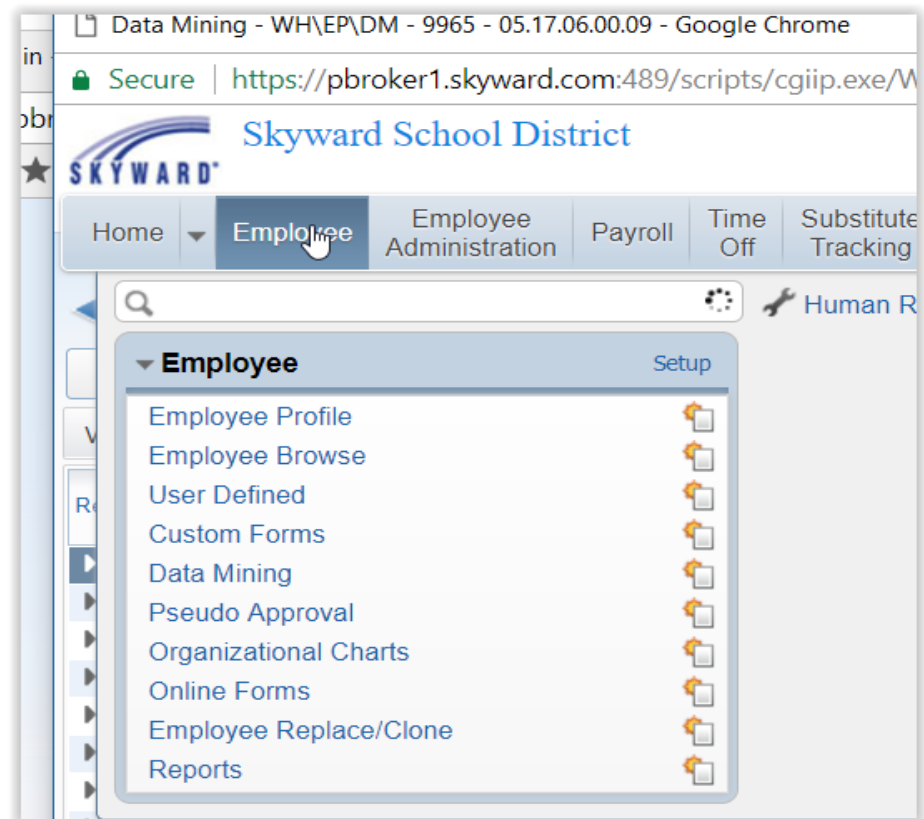 Data Mining - WH\EP\DM - 9965 - 05.17.06.00.09 - Google Chrome
in
Secure | https://pbroker1.skyward.com:489/scripts/cgiip.exe/W
obr
SKYWARD
Skyward School District
Home
Employee
Employee
Administration
Payroll
Time
Off
Substitute
Tracking
Human R
Employee
Setup
Employee Profile
Employee Browse
User Defined
Custom Forms
Data Mining
Pseudo Approval
Organizational Charts
Online Forms
Employee Replace/Clone
Reports
V
Re